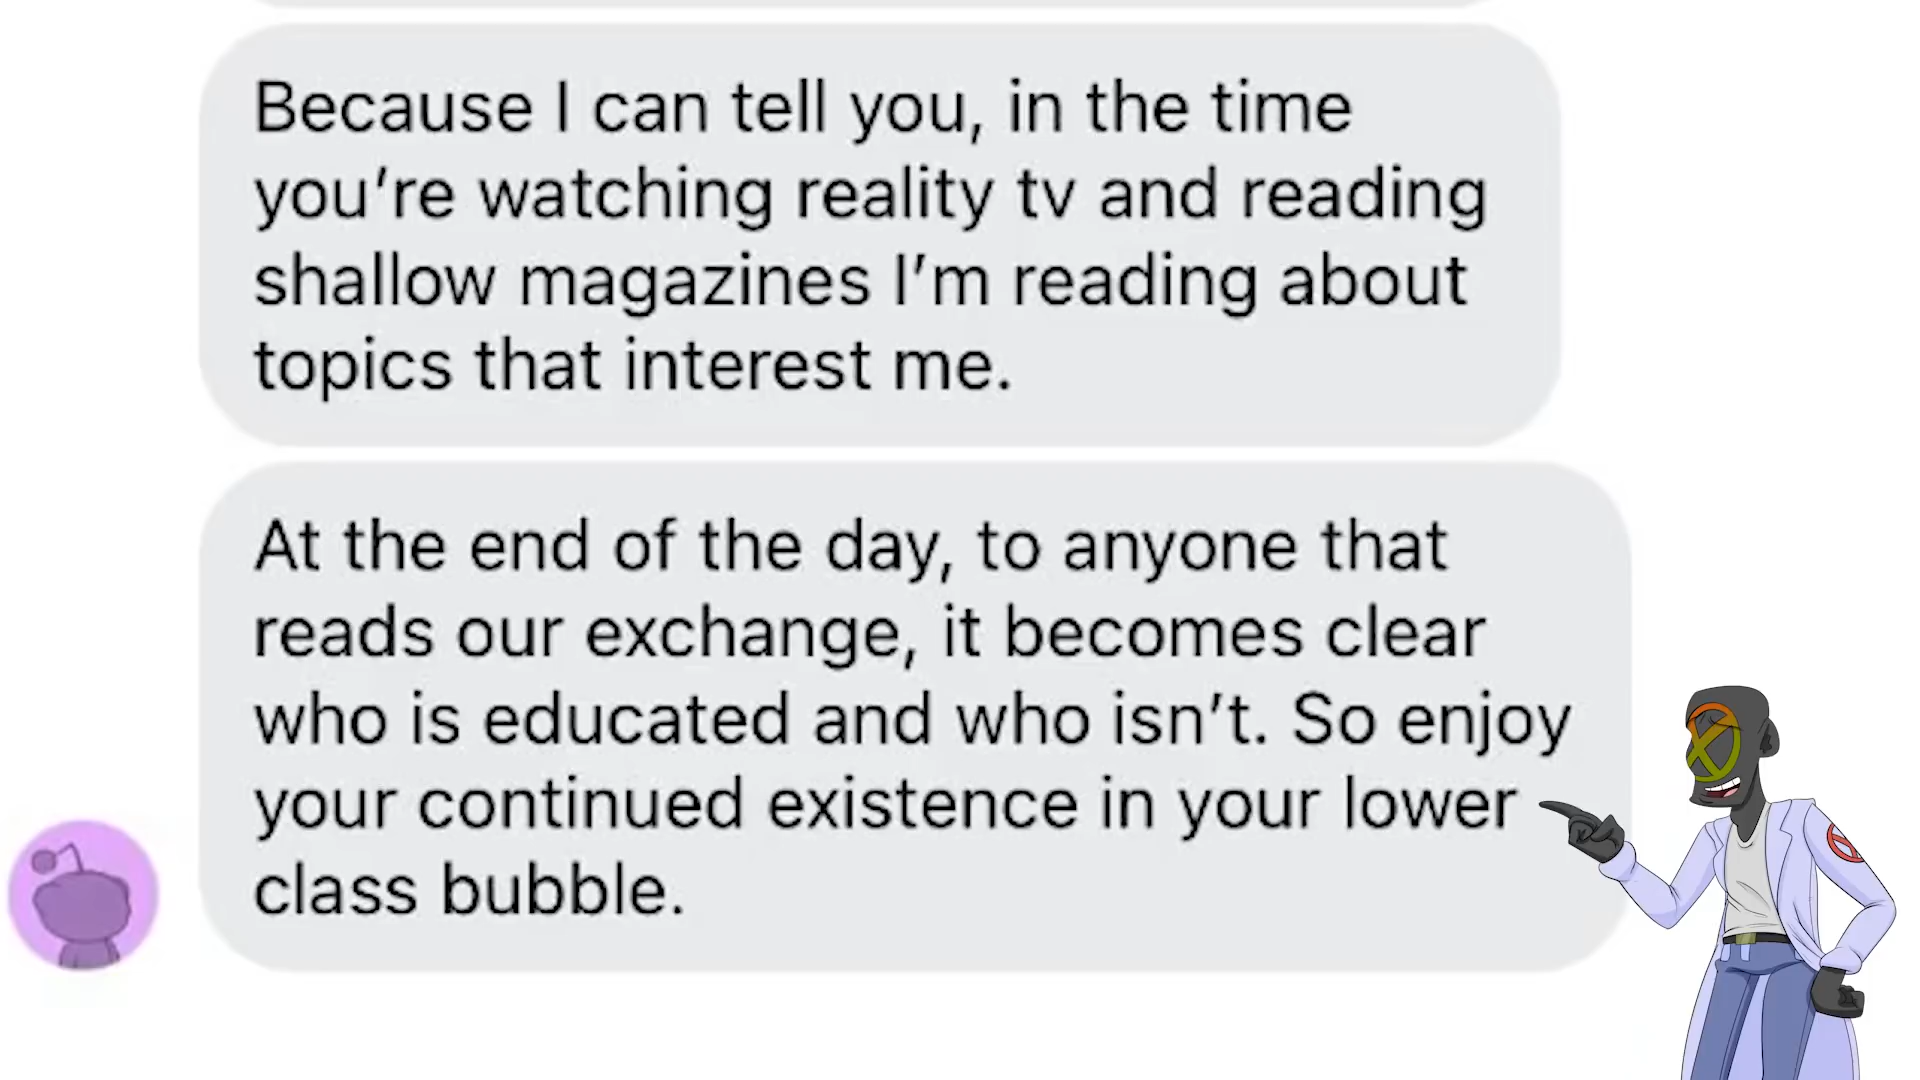 Because I can tell you, in the time
you’re watching reality tv and reading
shallow magazines I’m reading about
topics that interest me.
At the end of the day, to anyone that
reads our exchange, it becomes clear
who is educated and who isn’t. So enjoy
your continued existence in your lower
class bubble.